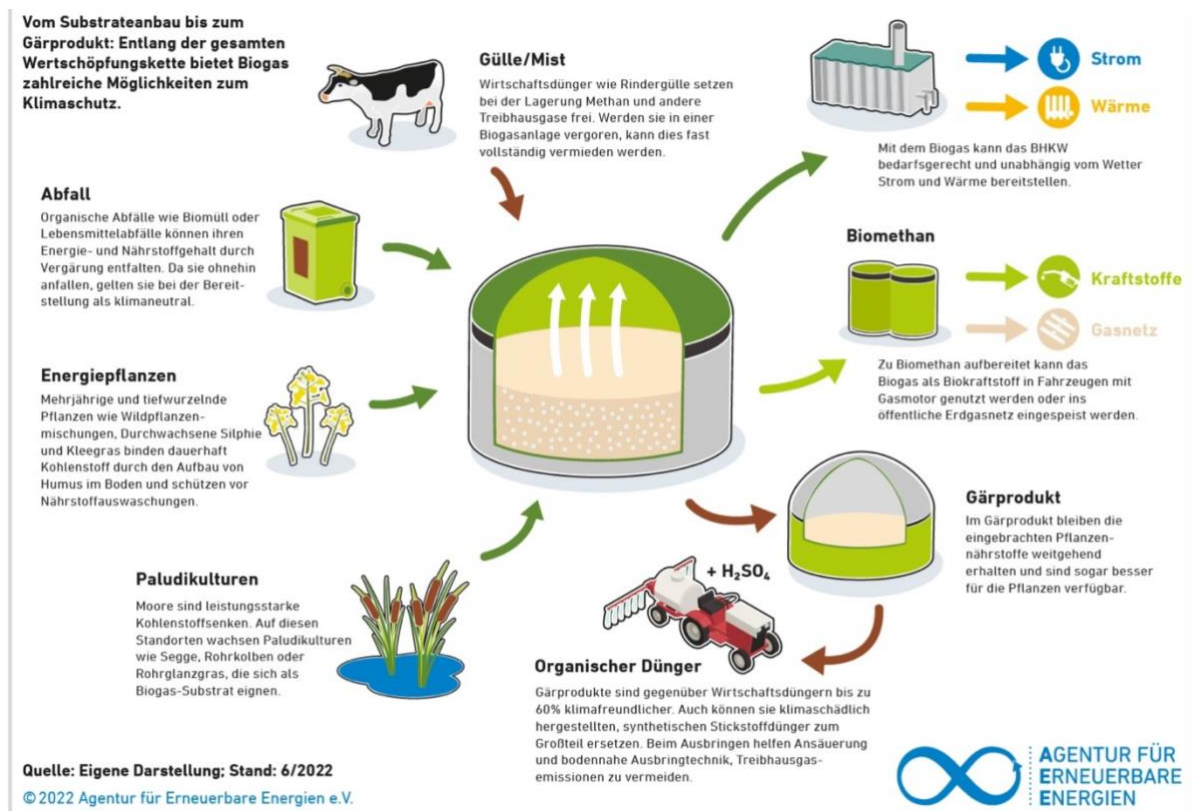 Vom Substrateanbau bis zum
Gärprodukt: Entlang der gesamten
Wertschöpfungskette bietet Biogas
zahlreiche Möglichkeiten zum
Klimaschutz.
Gülle/Mist
Wirtschaftsdünger wie Rindergülle setzen
bei der Lagerung Methan und andere
Treibhausgase frei. Werden sie in einer
Biogasanlage vergoren, kann dies fast
vollständig vermieden werden.
Strom
Wärme
Mit dem Biogas kann das BHKW
bedarfsgerecht und unabhängig vom Wetter
Strom und Wärme bereitstellen.
Abfall
Organische Abfälle wie Biomüll oder
Lebensmittelabfälle können ihren
Energie- und Nährstoffgehalt durch
Vergärung entfalten. Da sie ohnehin
anfallen, gelten sie bei der Bereit-
stellung als klimaneutral.
Biomethan
Kraftstoffe
Gasnetz
Zu Biomethan aufbereitet kann das
Biogas als Biokraftstoff in Fahrzeugen mit
Gasmotor genutzt werden oder ins
öffentliche Erdgasnetz eingespeist werden.
Energiepflanzen
Mehrjährige und tiefwurzelnde
Pflanzen wie Wildpflanzen-
mischungen, Durchwachsene Silphie
und Kleegras binden dauerhaft
Kohlenstoff durch den Aufbau von
Humus im Boden und schützen vor
Nährstoffauswaschungen.
Gärprodukt
Im Gärprodukt bleiben die
eingebrachten Pflanzen-
nährstoffe weitgehend
erhalten und sind sogar besser
für die Pflanzen verfügbar.
Paludikulturen
Moore sind leistungsstarke
Kohlenstoffsenken. Auf diesen
Standorten wachsen Paludikulturen
wie Segge, Rohrkolben oder
Rohrglanzgras, die sich als
Biogas-Substrat eignen.
+ H₂SO₄
Organischer Dünger
Gärprodukte sind gegenüber Wirtschaftsdüngern bis zu
60% klimafreundlicher. Auch können sie klimaschädlich
hergestellten, synthetischen Stickstoffdünger zum
Großteil ersetzen. Beim Ausbringen helfen Ansäuerung
und bodennahe Ausbringtechnik, Treibhausgas-
emissionen zu vermeiden.
Quelle: Eigene Darstellung; Stand: 6/2022
© 2022 Agentur für Erneuerbare Energien e.V.
AGENTUR FÜR
ERNEUERBARE
ENERGIEN